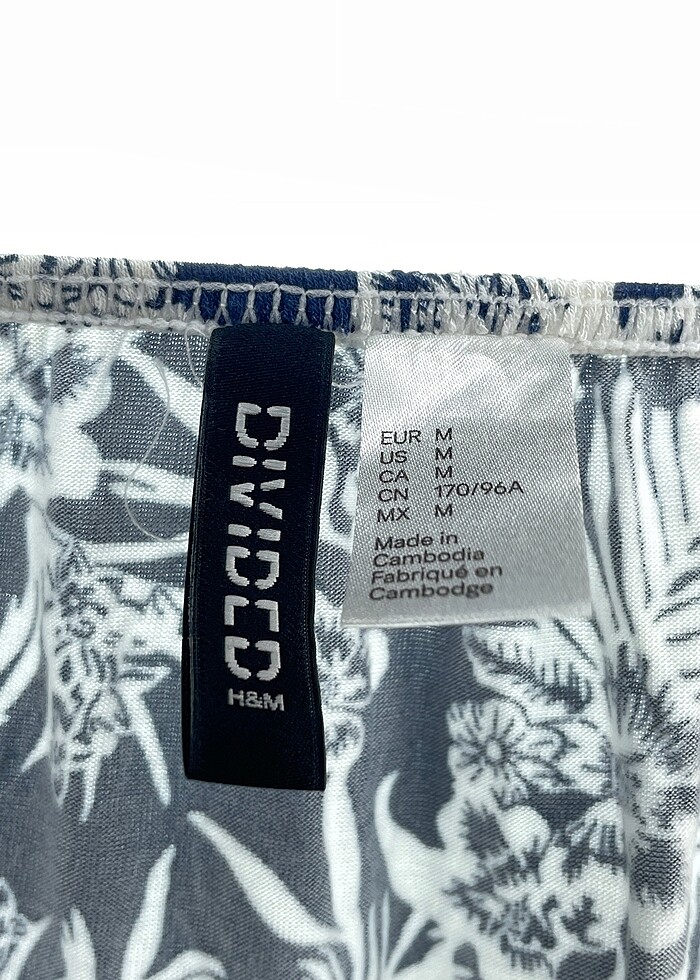 DIVIDED
H&M
EUR M
US M
CA M
CN 170/96A
MX M
Made in
Cambodia
Fabriqué en
Cambodge